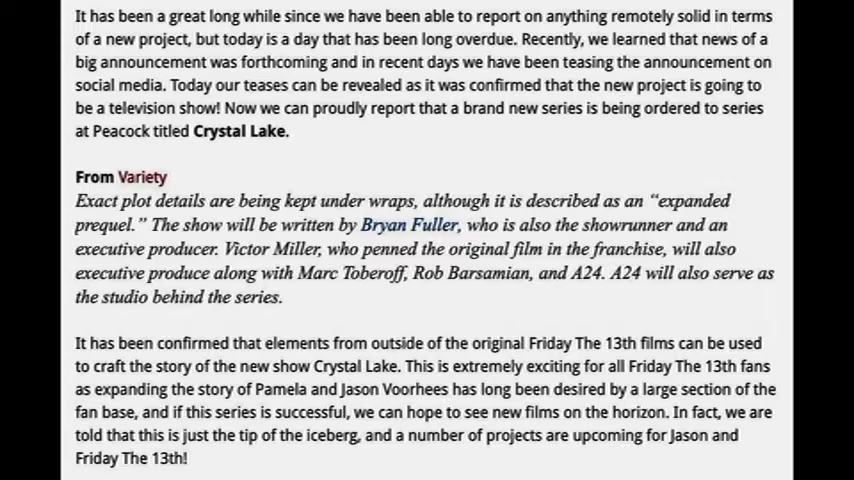 It has been a great long while since we have been able to report on anything remotely solid in terms
of a new project, but today is a day that has been long overdue. Recently, we learned that news of a
big announcement was forthcoming and in recent days we have been teasing the announcement on
social media. Today our teases can be revealed as it was confirmed that the new project is going to
be a television show! Now we can proudly report that a brand new series is being ordered to series
at Peacock titled Crystal Lake.
From Variety
Exact plot details are being kept under wraps, although it is described as an “expanded
prequel.” The show will be written by Bryan Fuller, who is also the showrunner and an
executive producer. Victor Miller, who penned the original film in the franchise, will also
executive produce along with Marc Toberoff, Rob Barsamian, and A24. A24 will also serve as
the studio behind the series.
It has been confirmed that elements from outside of the original Friday The 13th films can be used
to craft the story of the new show Crystal Lake. This is extremely exciting for all Friday The 13th fans
as expanding the story of Pamela and Jason Voorhees has long been desired by a large section of the
fan base, and if this series is successful, we can hope to see new films on the horizon. In fact, we are
told that this is just the tip of the iceberg, and a number of projects are upcoming for Jason and
Friday The 13th!